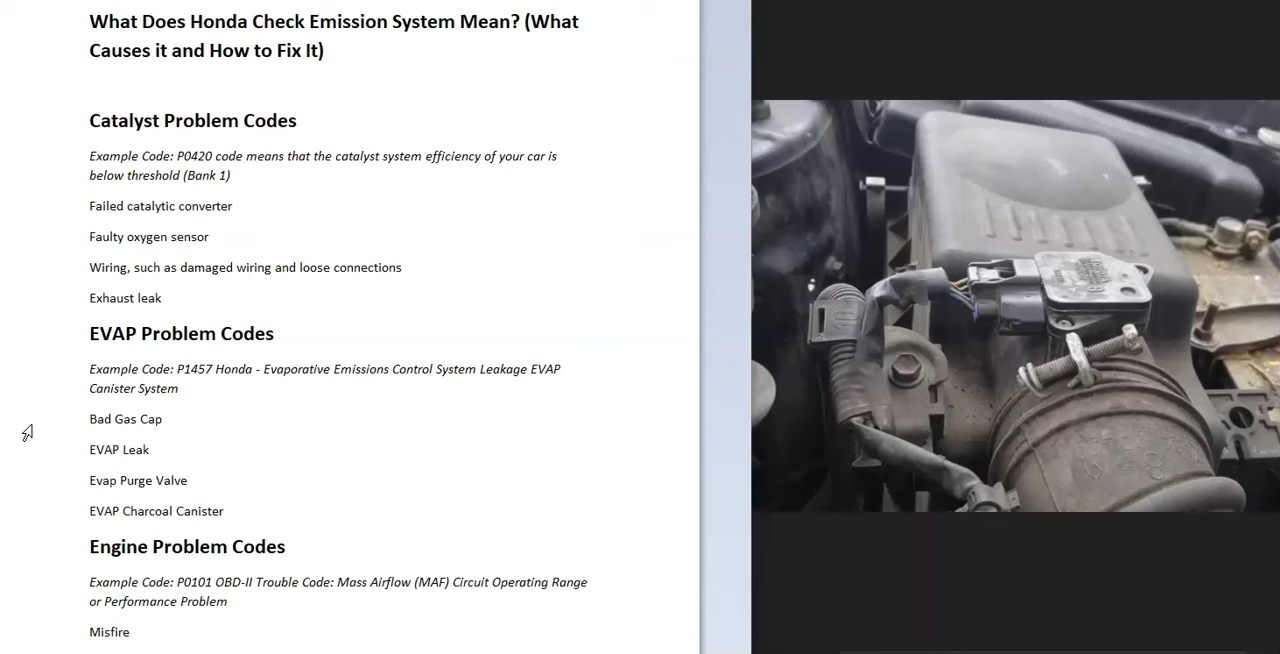 What Does Honda Check Emission System Mean? (What
Causes it and How to Fix It)
Catalyst Problem Codes
Example Code: P0420 code means that the catalyst system efficiency of your car is
below threshold (Bank 1)
Failed catalytic converter
Faulty oxygen sensor
Wiring, such as damaged wiring and loose connections
Exhaust leak
EVAP Problem Codes
Example Code: P1457 Honda - Evaporative Emissions Control System Leakage EVAP
Canister System
Bad Gas Cap
EVAP Leak
Evap Purge Valve
EVAP Charcoal Canister
Engine Problem Codes
Example Code: P0101 OBD-II Trouble Code: Mass Airflow (MAF) Circuit Operating Range
or Performance Problem
Misfire